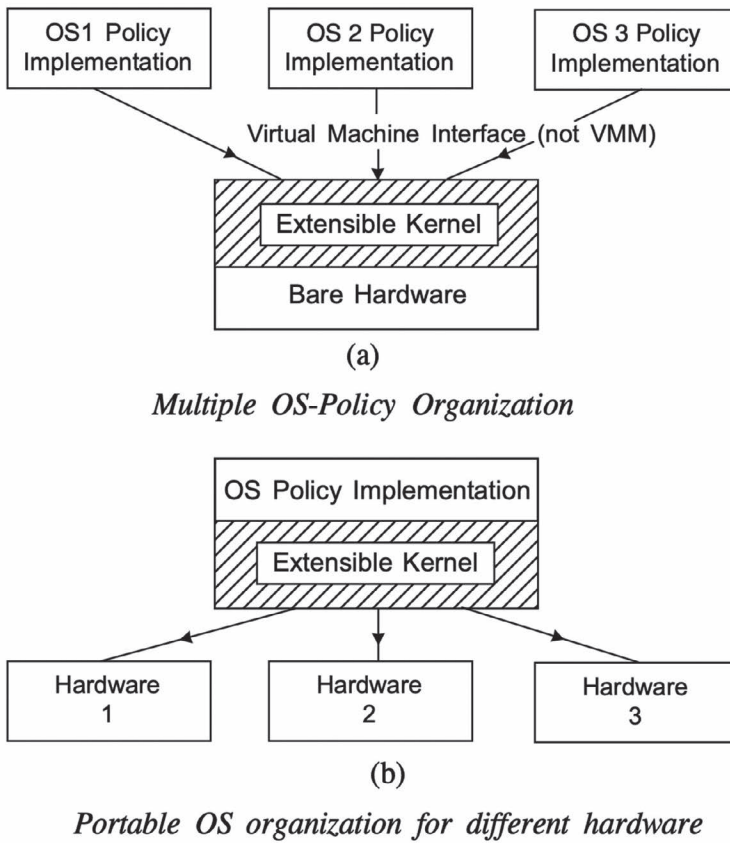 OS1 Policy
Implementation
OS 2 Policy
Implementation
OS 3 Policy
Implementation
Virtual Machine Interface (not VMM)
Extensible Kernel
Bare Hardware
(a)
Multiple OS-Policy Organization
OS Policy Implementation
Extensible Kernel
Hardware
1
Hardware
2
Hardware
3
(b)
Portable OS organization for different hardware